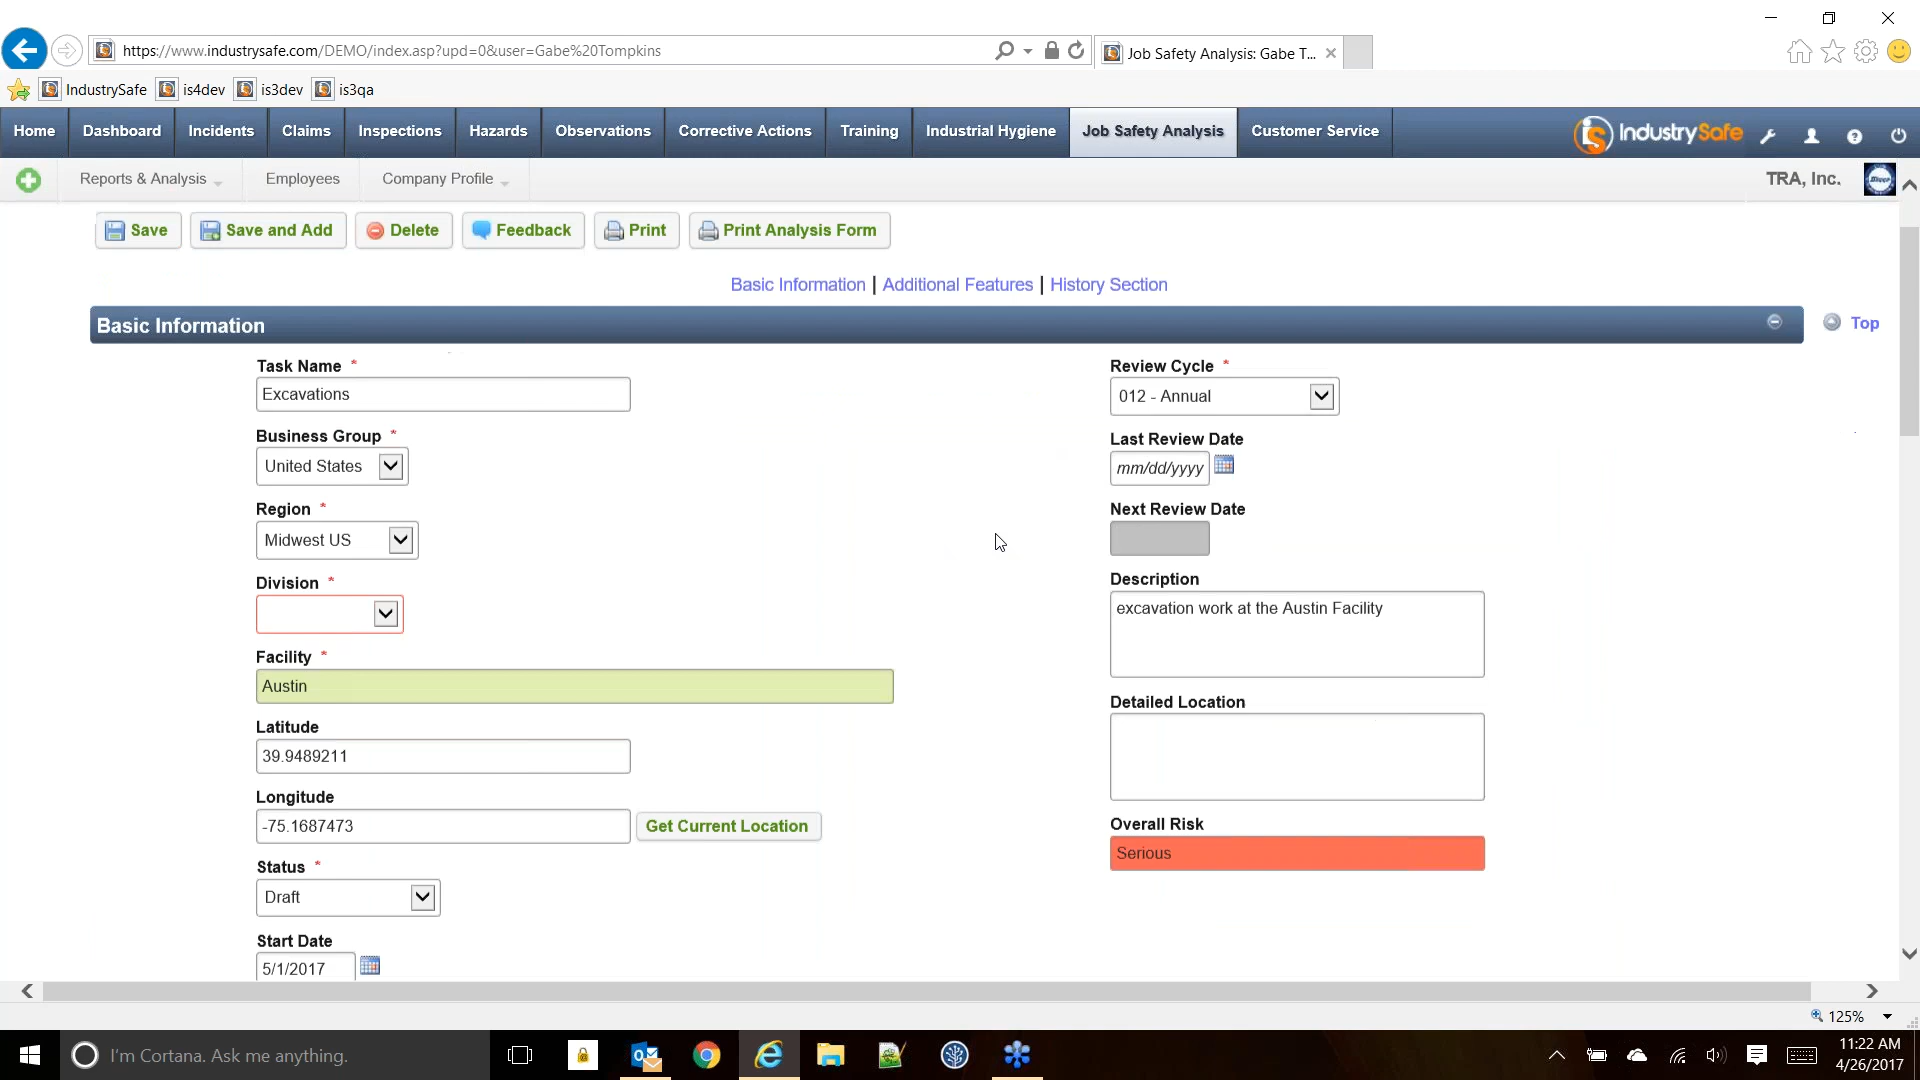 https://www.industrysafe.com/DEMO/index.asp?upd=0&user=Gabe%20Tompkins
Job Safety Analysis: Gabe T...
IndustrySafe is4dev is3dev is3qa
Home Dashboard Incidents Claims Inspections Hazards Observations Corrective Actions Training Industrial Hygiene Job Safety Analysis Customer Service IndustrySafe
Reports & Analysis Employees Company Profile TRA, Inc.
Save Save and Add Delete Feedback Print Print Analysis Form
Basic Information | Additional Features | History Section
Basic Information Top
Task Name *
Excavations
Business Group *
United States
Region *
Midwest US
Division *
Facility *
Austin
Latitude
39.9489211
Longitude
-75.1687473 Get Current Location
Status *
Draft
Start Date
5/1/2017
Review Cycle *
012 - Annual
Last Review Date
mm/dd/yyyy
Next Review Date
Description
excavation work at the Austin Facility
Detailed Location
Overall Risk
Serious
125%
I'm Cortana. Ask me anything.
11:22 AM
4/26/2017